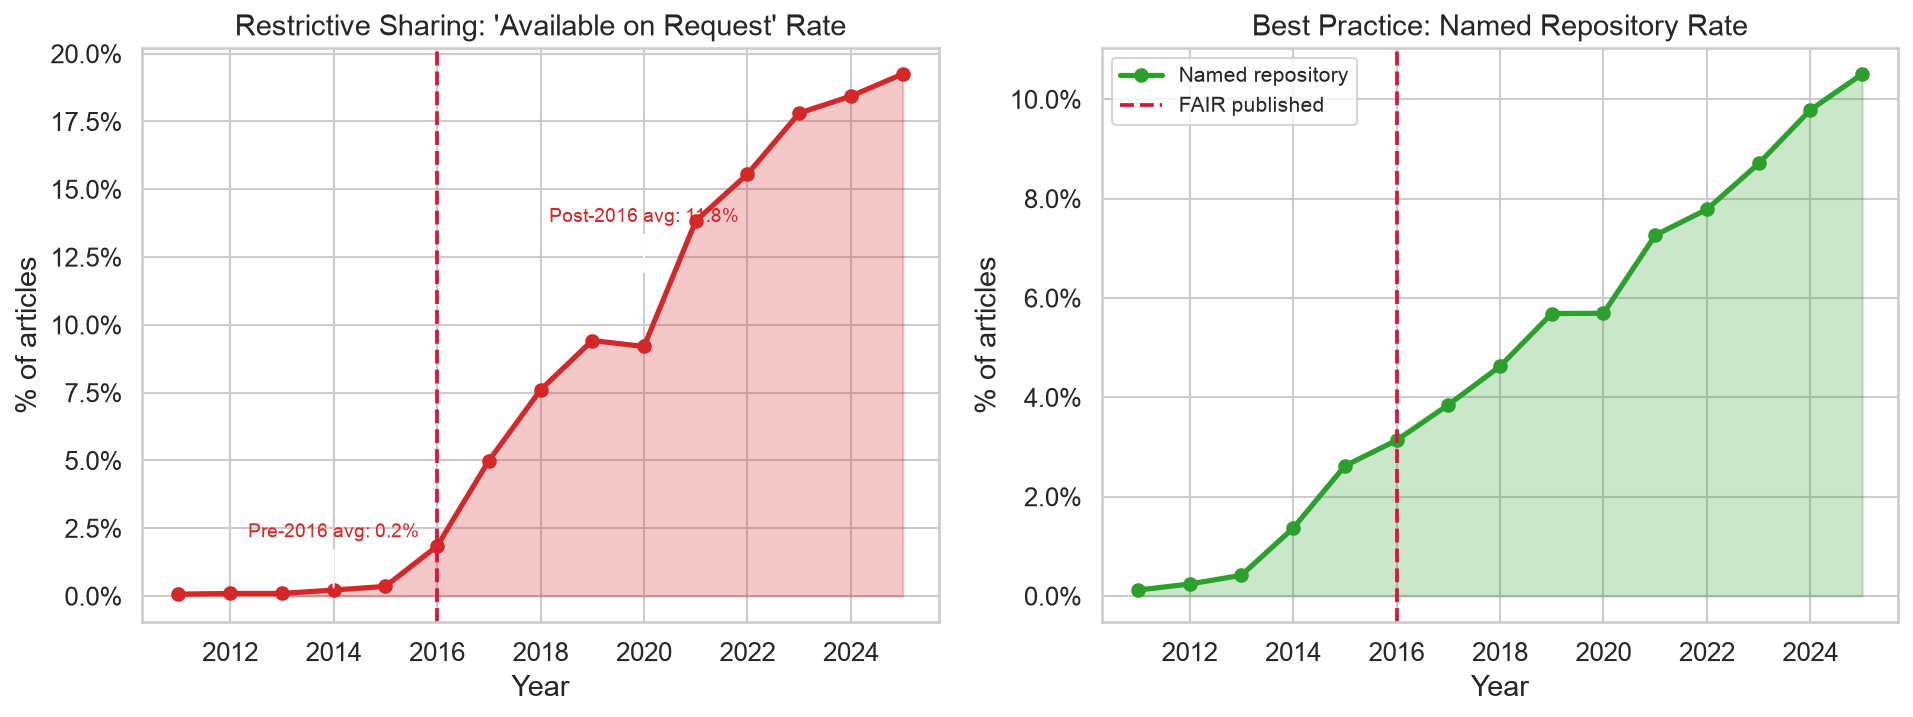 Restrictive Sharing: 'Available on Request' Rate
20.0%
17.5%
15.0%
12.5%
10.0%
7.5%
5.0%
2.5%
0.0%
% of articles
Post-2016 avg: 11.8%
Pre-2016 avg: 0.2%
2012 2014 2016 2018 2020 2022 2024
Year
Best Practice: Named Repository Rate
Named repository
FAIR published
10.0%
8.0%
6.0%
4.0%
2.0%
0.0%
% of articles
2012 2014 2016 2018 2020 2022 2024
Year